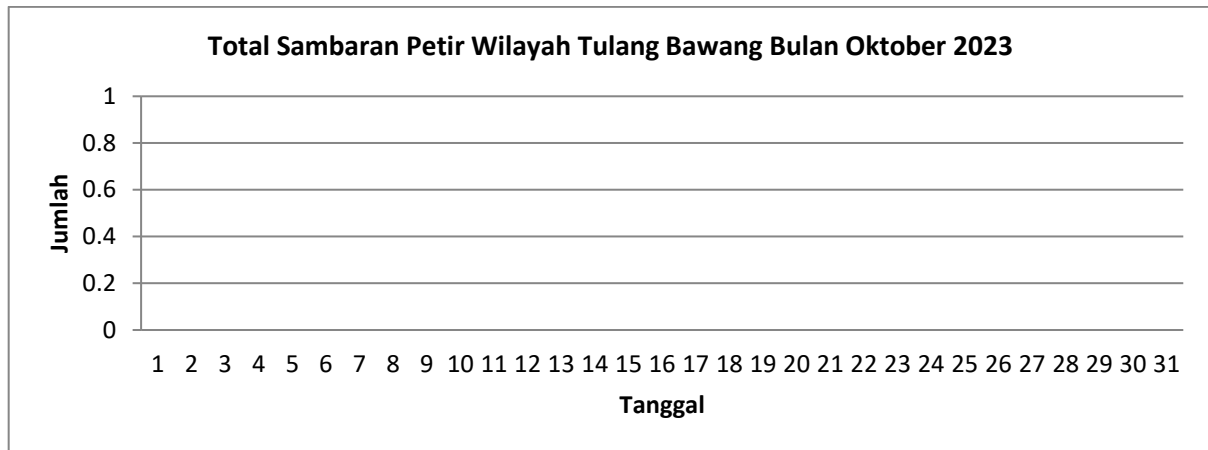 Total Sambaran Petir Wilayah Tulang Bawang Bulan Oktober 2023
Jumlah
1
0.8
0.6
0.4
0.2
0
1 2 3 4 5 6 7 8 9 10 11 12 13 14 15 16 17 18 19 20 21 22 23 24 25 26 27 28 29 30 31
Tanggal